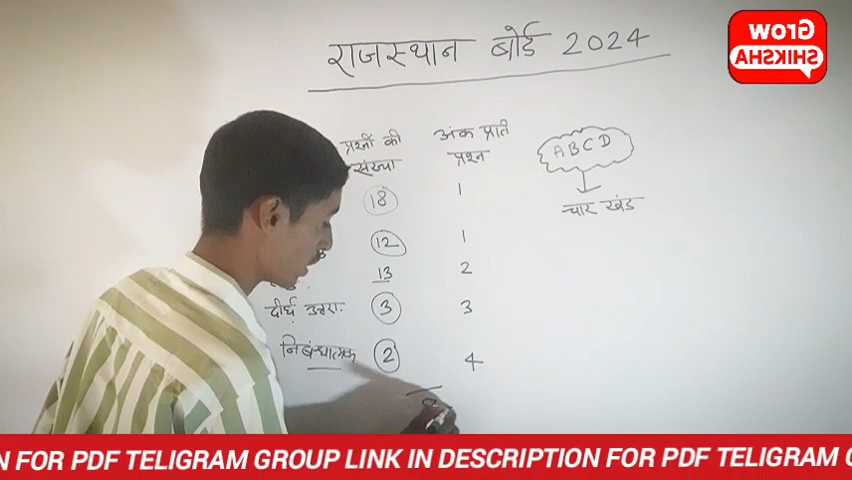 राजस्थान बोर्ड 2024
Grow
SHIKSHA
प्रश्नों की
संख्या
अंक प्रति
प्रश्न
A B C D
चार खंड
18 1
12 1
13 2
दीर्घ उत्तरा. 3 3
निबंधात्मक 2 4
FOR PDF TELIGRAM GROUP LINK IN DESCRIPTION FOR PDF TELIGRAM